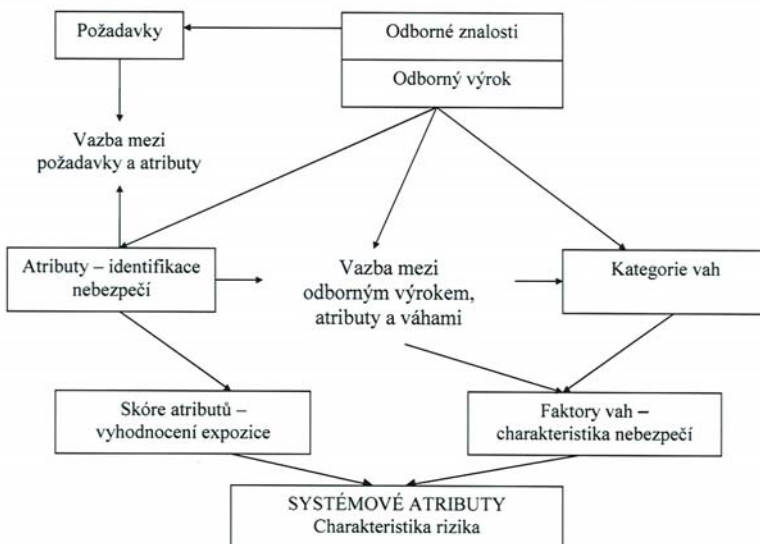 Požadavky
Odborné znalosti
Odborný výrok
Vazba mezi
požadavky a atributy
Atributy – identifikace
nebezpečí
Vazba mezi
odborným výrokem,
atributy a váhami
Kategorie vah
Skóre atributů –
vyhodnocení expozice
Faktory vah –
charakteristika nebezpečí
SYSTÉMOVÉ ATRIBUTY
Charakteristika rizika